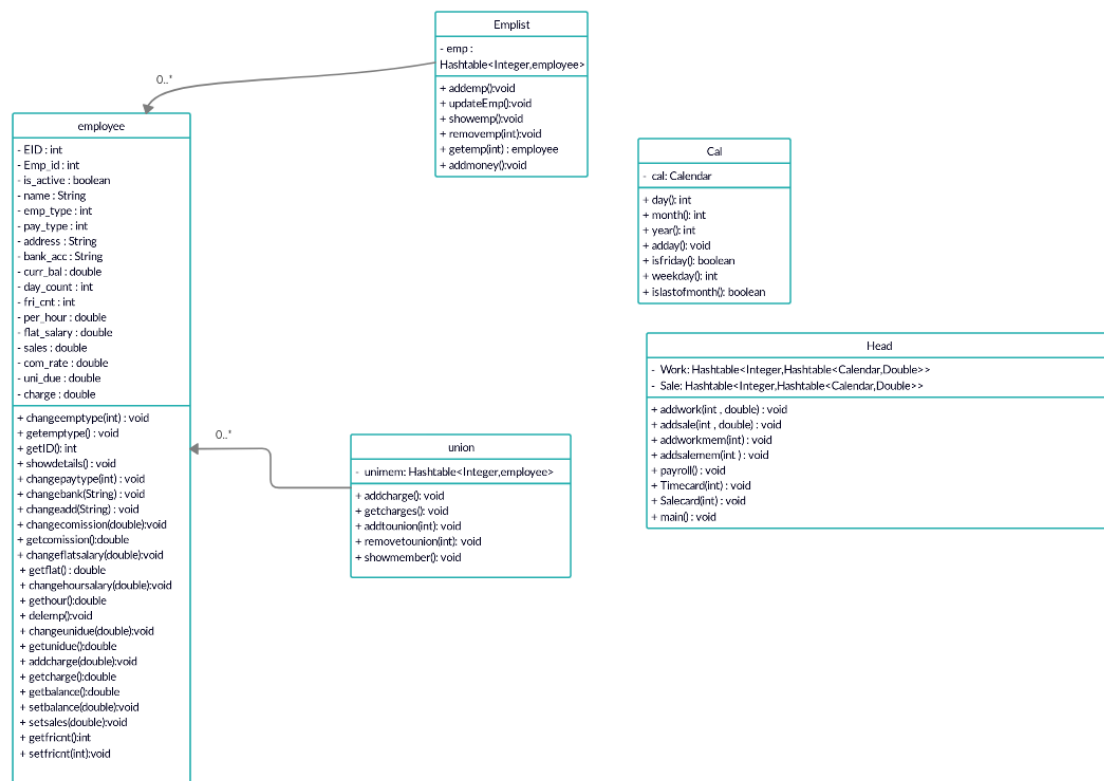 Emplist
- emp :
Hashtable<Integer,employee>
+ addemp():void
+ updateEmp():void
+ showemp():void
+ removemp(int):void
+ getemp(int) : employee
+ addmoney():void
0..*
employee
- EID : int
- Emp_id : int
- is_active : boolean
- name : String
- emp_type : int
- pay_type : int
- address : String
- bank_acc : String
- curr_bal : double
- day_count : int
- fri_cnt : int
- per_hour : double
- flat_salary : double
- sales : double
- com_rate : double
- uni_due : double
- charge : double
+ changeemptype(int) : void
+ getemptype() : void
+ getID(): int
+ showdetails() : void
+ changepaytype(int) : void
+ changebank(String) : void
+ changeadd(String) : void
+ changecomission(double):void
+ getcomission():double
+ changeflatsalary(double):void
+ getflat() : double
+ changehoursalary(double):void
+ gethour():double
+ delemp():void
+ changeunidue(double):void
+ getunidue():double
+ addcharge(double):void
+ getcharge():double
+ getbalance():double
+ setbalance(double):void
+ setsales(double):void
+ getfricnt():int
+ setfricnt(int):void
0..*
union
- unimem: Hashtable<Integer,employee>
+ addcharge(): void
+ getcharges(): void
+ addtounion(int): void
+ removetounion(int): void
+ showmember(): void
Cal
- cal: Calendar
+ day(): int
+ month(): int
+ year(): int
+ adday(): void
+ isfriday(): boolean
+ weekday(): int
+ islastofmonth(): boolean
Head
- Work: Hashtable<Integer,Hashtable<Calendar,Double>>
- Sale: Hashtable<Integer,Hashtable<Calendar,Double>>
+ addwork(int , double) : void
+ addsale(int , double) : void
+ addworkmem(int) : void
+ addsalemem(int ) : void
+ payroll() : void
+ Timecard(int) : void
+ Salecard(int) : void
+ main() : void